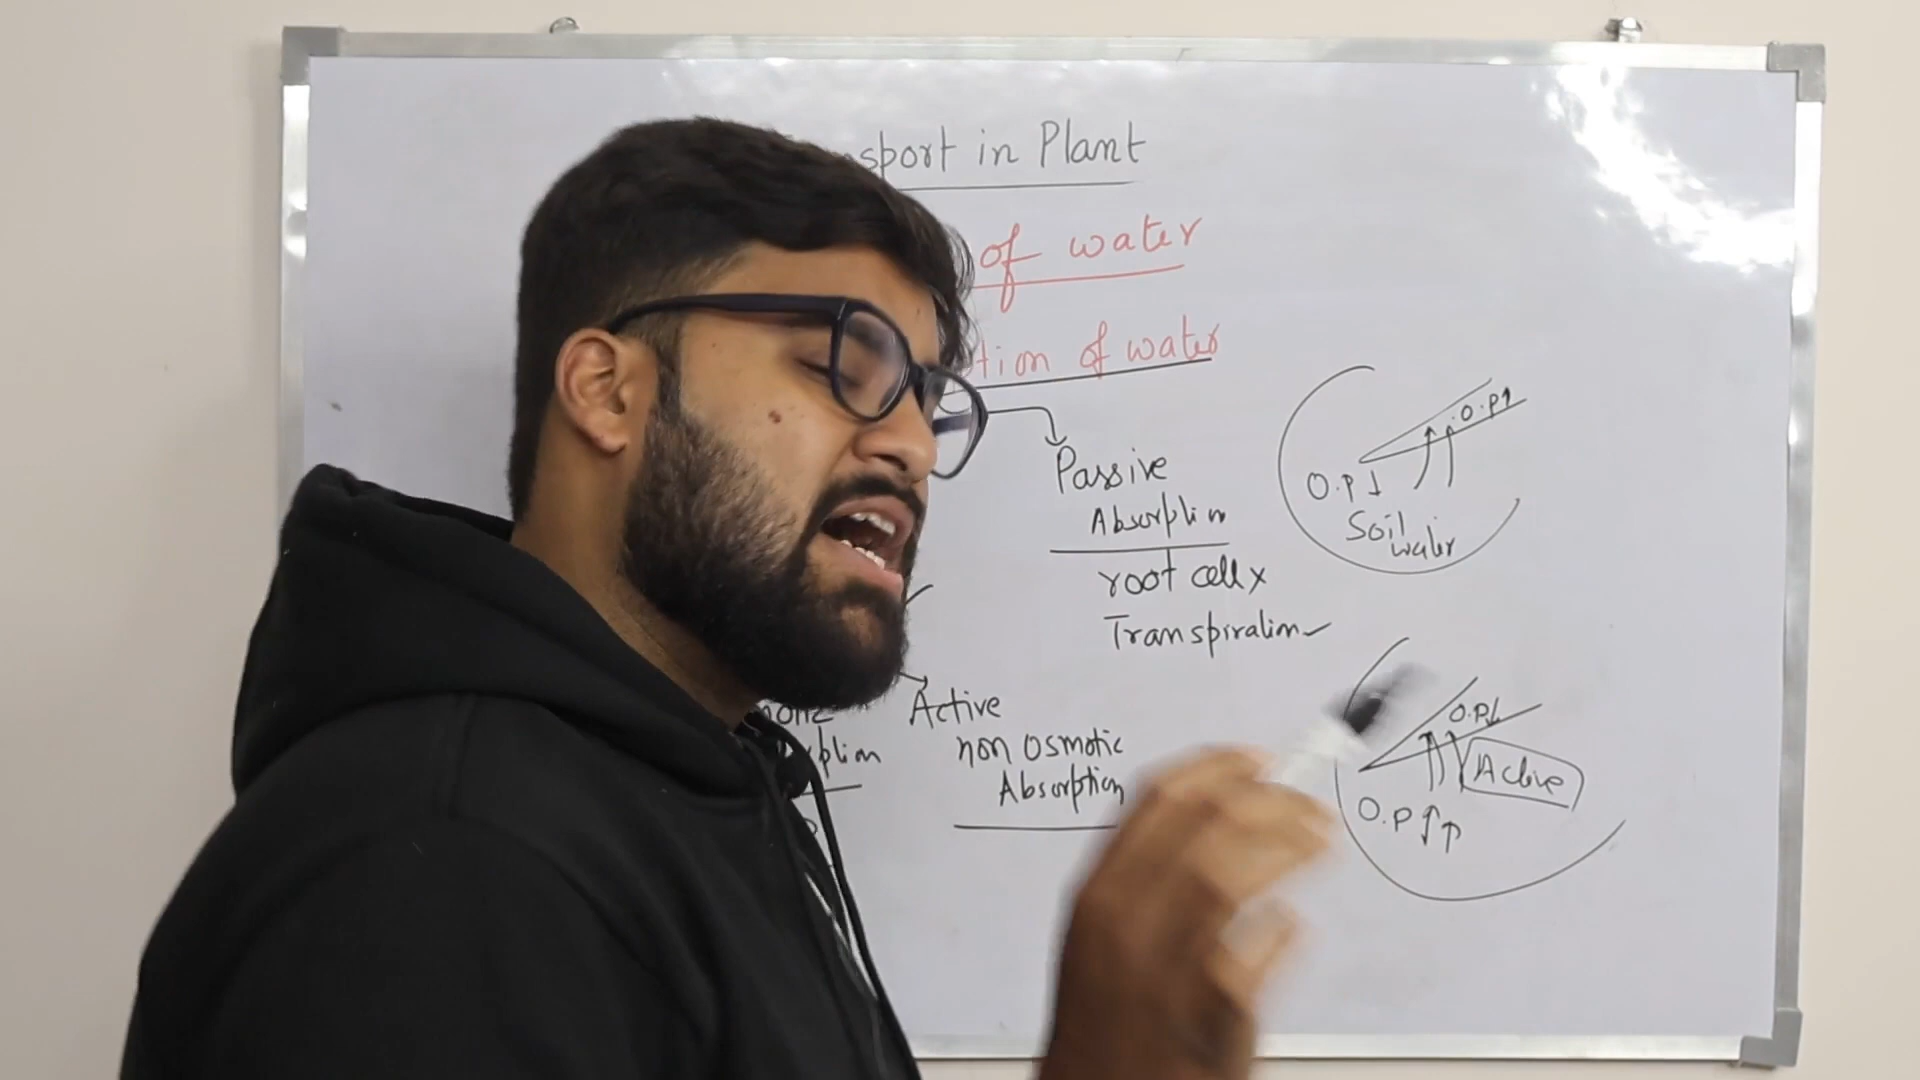 sport in Plant
of water
tion of water
Passive
Absorption
root cell x
Transpiration
Active
non Osmotic
Absorption
ption
O.P↑
O.P↓
Soil
water
O.P↓
Active
O.P↑↑